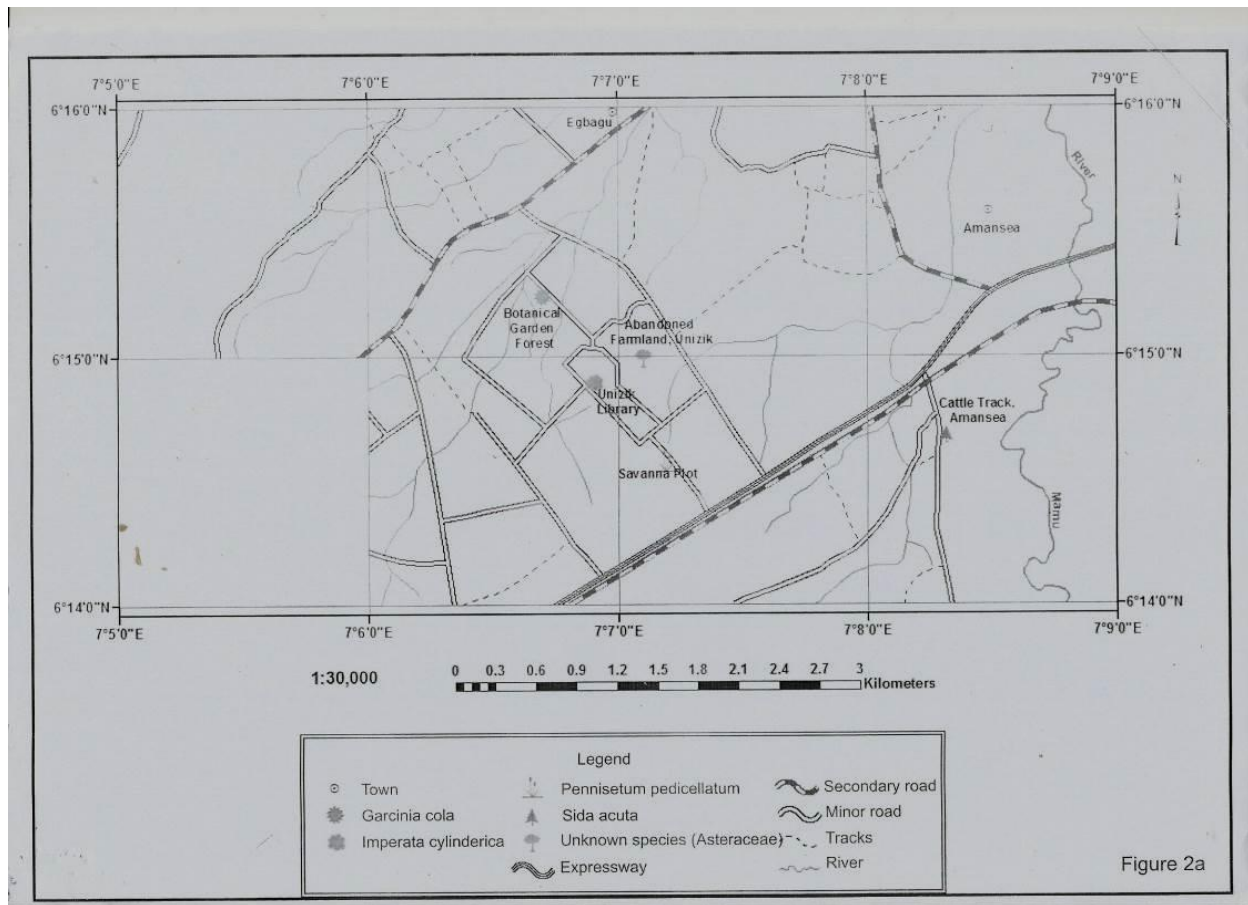 7°5'0"E 7°6'0"E 7°7'0"E 7°8'0"E 7°9'0"E
6°16'0"N 6°16'0"N
Egbagu
River
N
Amansea
Botanical
Garden
Forest
Abandoned
Farmland, Unizik
6°15'0"N 6°15'0"N
Unizik
Library
Cattle Track,
Amansea
Savanna Plot
Mamu
6°14'0"N 6°14'0"N
7°5'0"E 7°6'0"E 7°7'0"E 7°8'0"E 7°9'0"E
1:30,000
0 0.3 0.6 0.9 1.2 1.5 1.8 2.1 2.4 2.7 3
Kilometers
Legend
Town
Garcinia cola
Imperata cylinderica
Pennisetum pedicellatum
Sida acuta
Unknown species (Asteraceae)
Expressway
Secondary road
Minor road
Tracks
River
Figure 2a